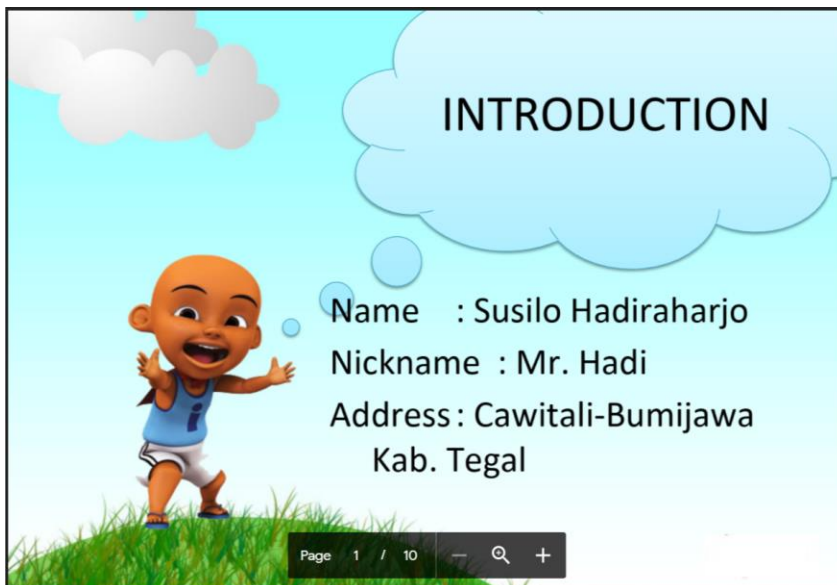 INTRODUCTION
Name : Susilo Hadiraharjo
Nickname : Mr. Hadi
Address : Cawitali-Bumijawa
Kab. Tegal
i
Page 1 / 10 — +